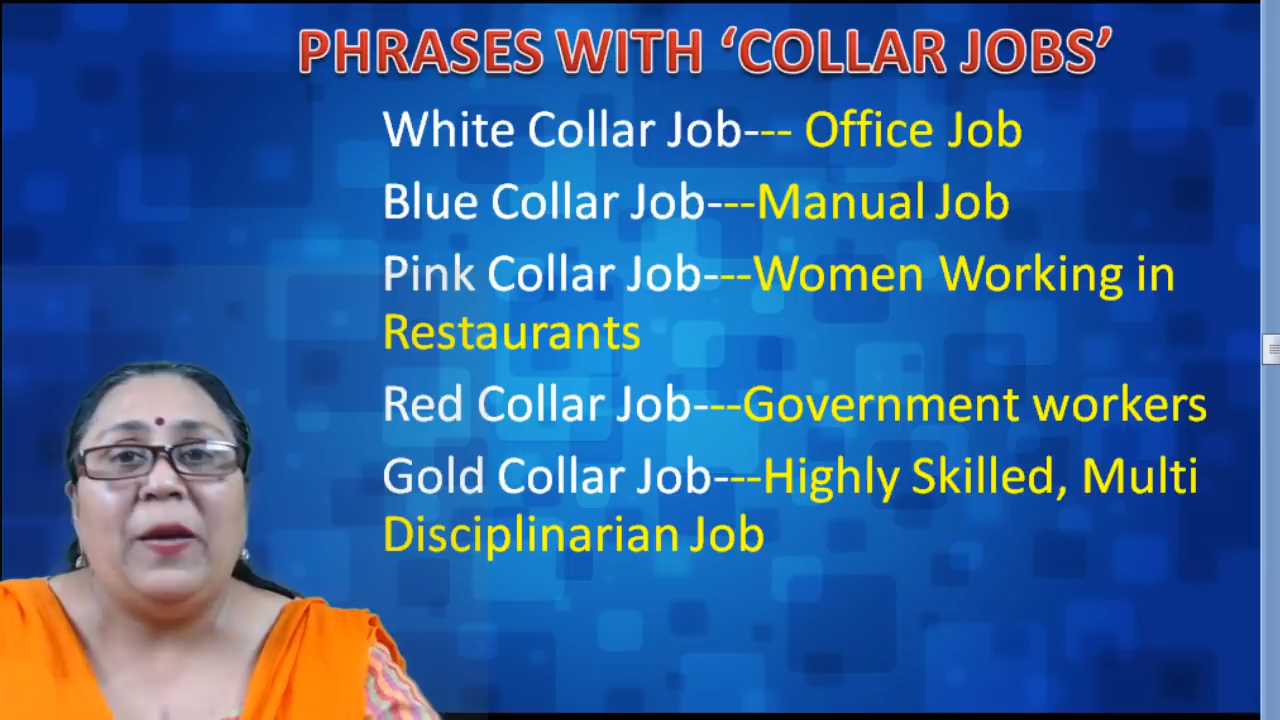 PHRASES WITH ‘COLLAR JOBS’
White Collar Job--- Office Job
Blue Collar Job---Manual Job
Pink Collar Job---Women Working in
Restaurants
Red Collar Job---Government workers
Gold Collar Job---Highly Skilled, Multi
Disciplinarian Job